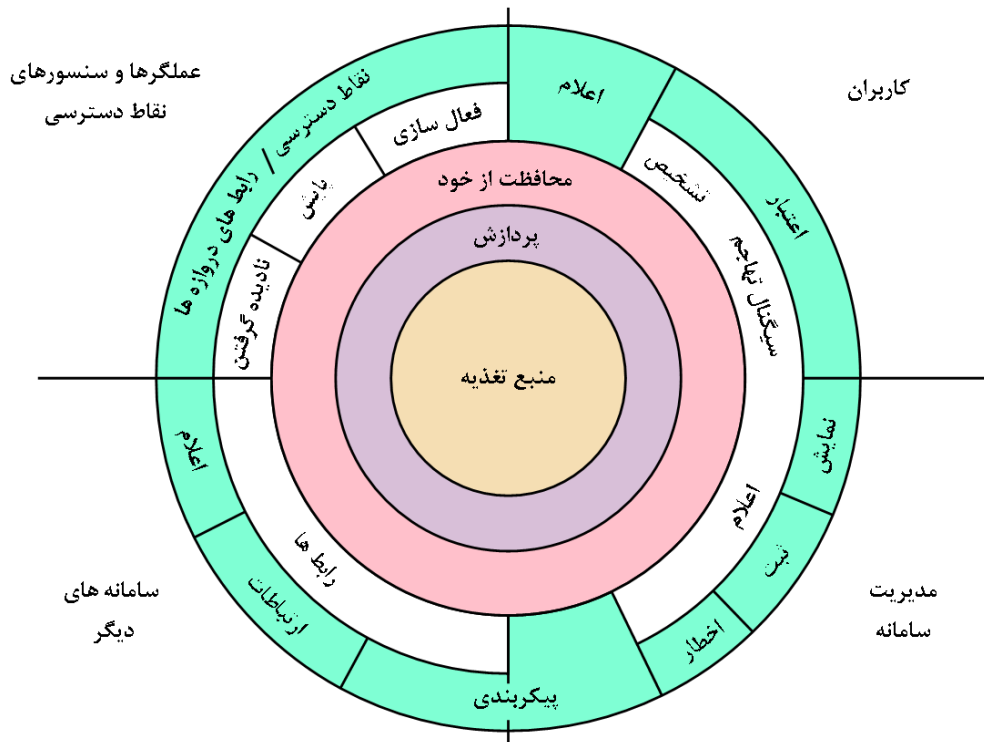 عملگرها و سنسورهای
نقاط دسترسی
کاربران
نقاط دسترسی / رابط های دروازه ها
اعلام
اعتبار
فعال سازی
پایش
نادیده گرفتن
تشخیص
سیگنال تهاجم
محافظت از خود
پردازش
منبع تغذیه
نمایش
ثبت
اخطار
اعلام
اعلام
ارتباطات
رابط ها
پیکربندی
سامانه های
دیگر
مدیریت
سامانه